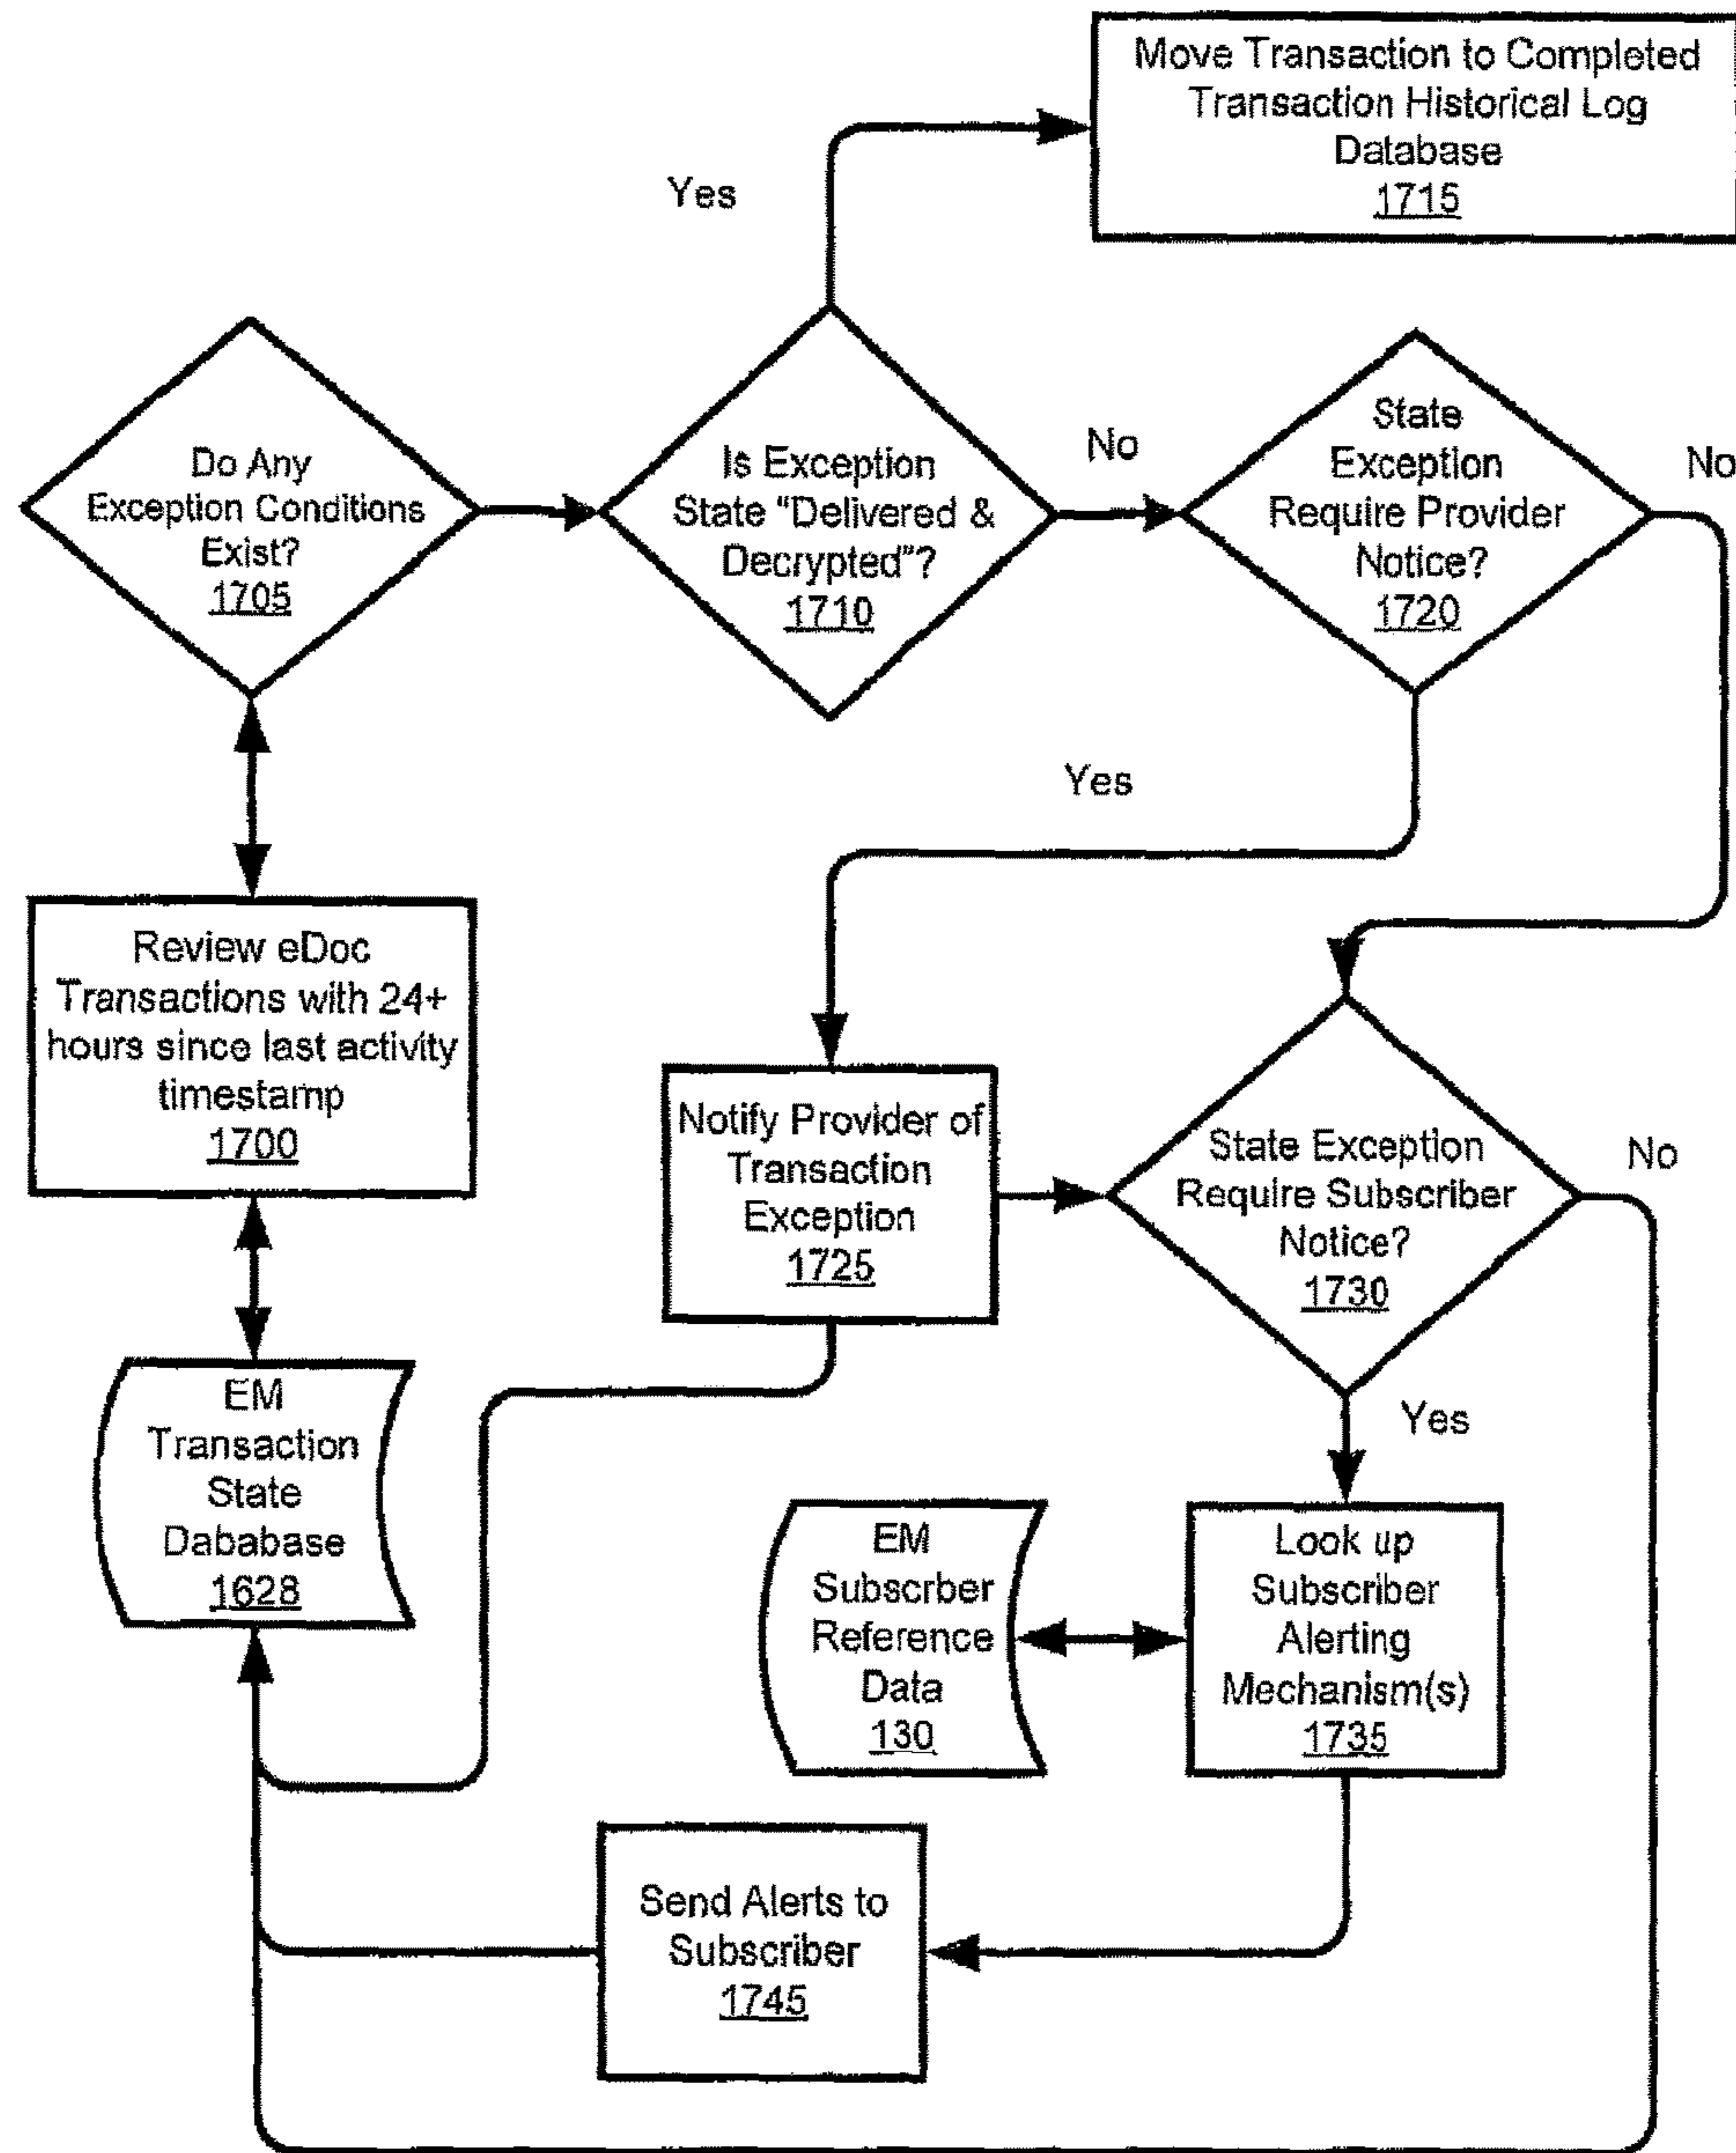 Move Transaction to Completed
Transaction Historical Log
Database
1715
Yes
Do Any
Exception Conditions
Exist?
1705
Is Exception
State "Delivered &
Decrypted"?
1710
No
State
Exception
Require Provider
Notice?
1720
No
Yes
Review eDoc
Transactions with 24+
hours since last activity
timestamp
1700
Notify Provider of
Transaction
Exception
1725
State Exception
Require Subscriber
Notice?
1730
No
Yes
EM
Transaction
State
Dababase
1628
EM
Subscrber
Reference
Data
130
Look up
Subscriber
Alerting
Mechanism(s)
1735
Send Alerts to
Subscriber
1745